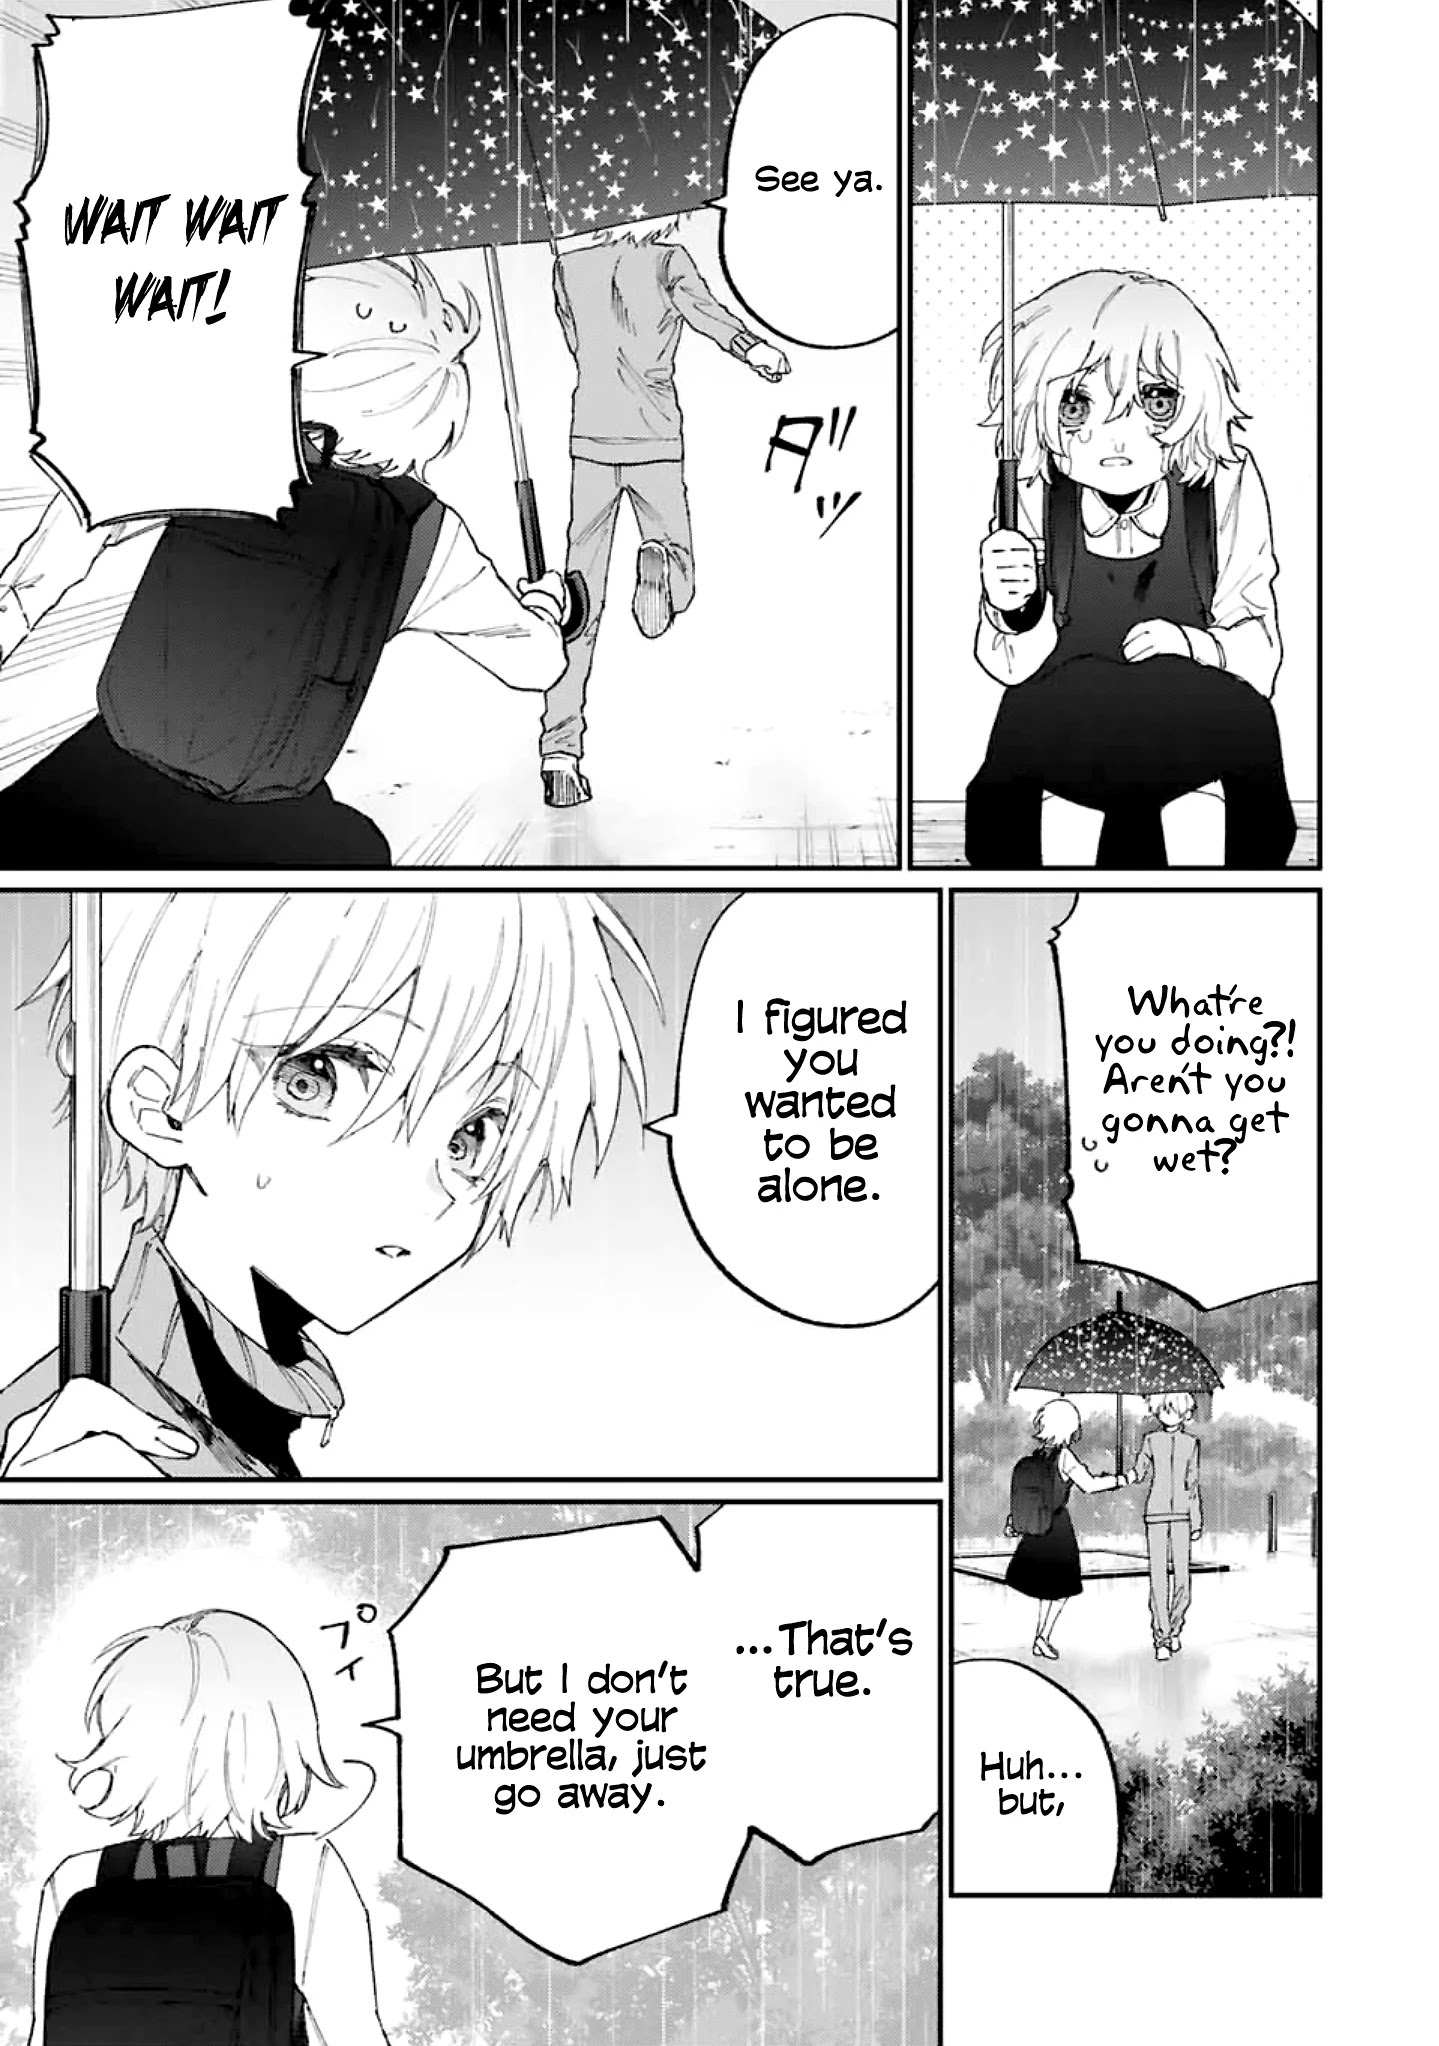 See ya.
ダッ
WAIT WAIT
WAIT!
What're
you doing?!
Aren't you
gonna get
wet?
Huh...
but,
I figured
you
wanted
to be
alone.
...That's
true.
But I don't
need your
umbrella, just
go away.
プイ